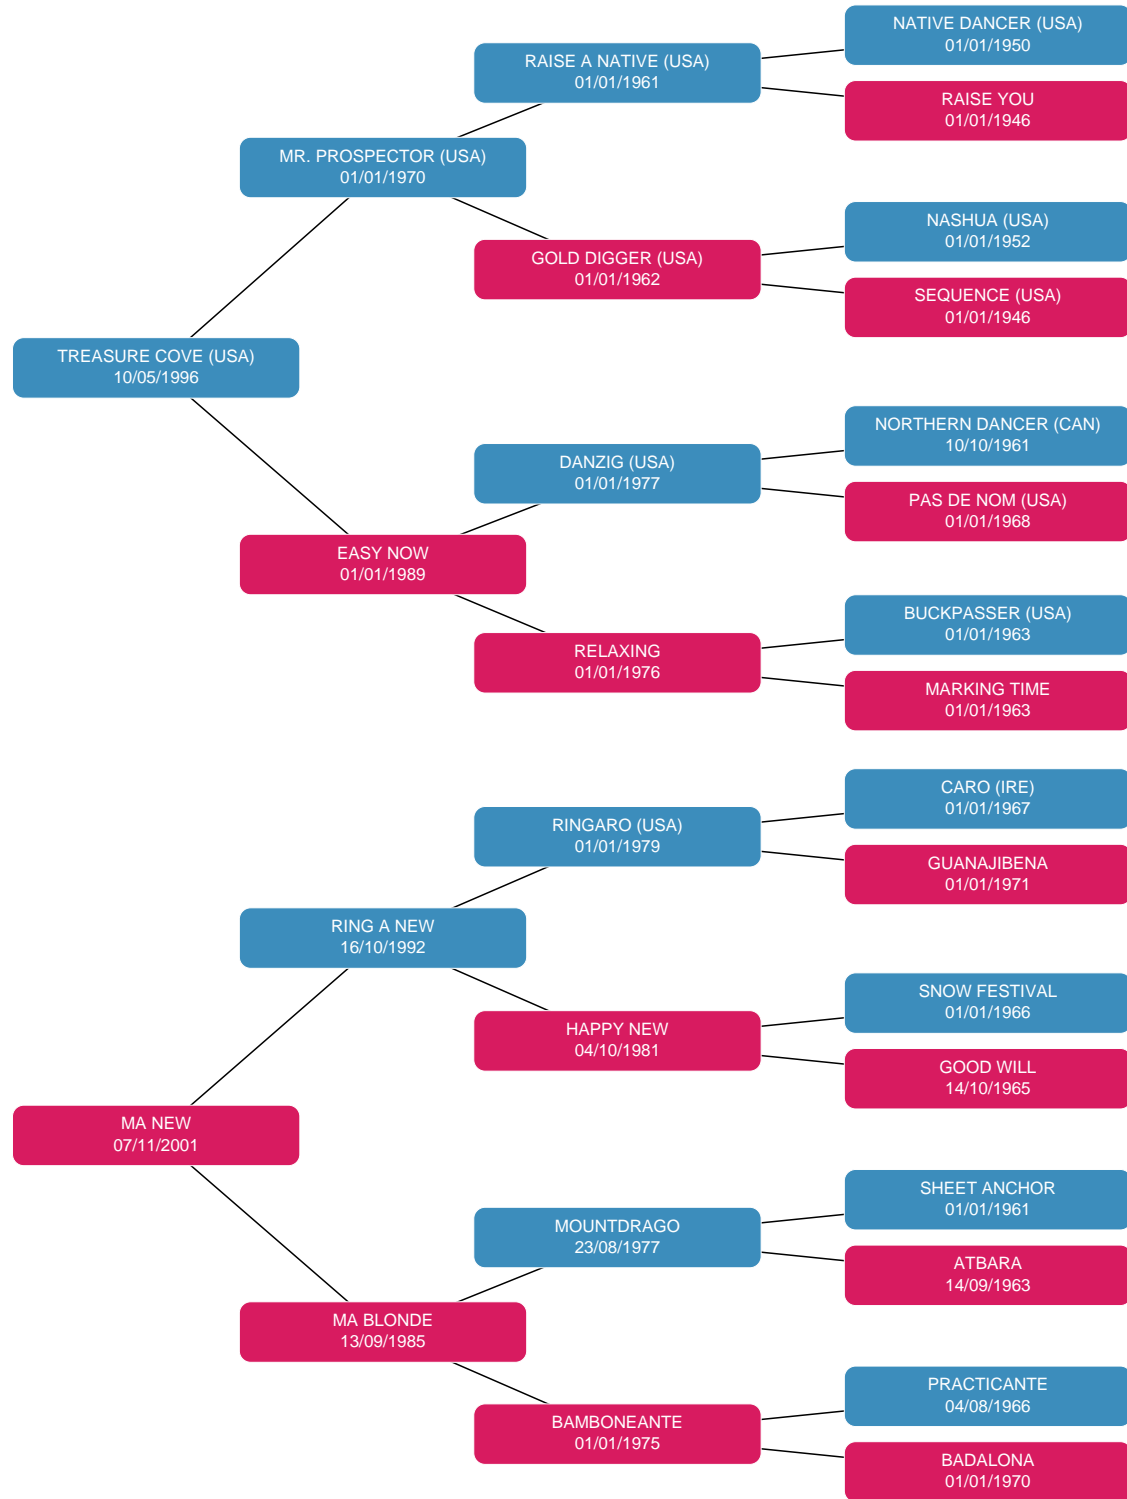 NATIVE DANCER (USA)
01/01/1950
RAISE A NATIVE (USA)
01/01/1961
RAISE YOU
01/01/1946
MR. PROSPECTOR (USA)
01/01/1970
NASHUA (USA)
01/01/1952
GOLD DIGGER (USA)
01/01/1962
SEQUENCE (USA)
01/01/1946
TREASURE COVE (USA)
10/05/1996
NORTHERN DANCER (CAN)
10/10/1961
DANZIG (USA)
01/01/1977
PAS DE NOM (USA)
01/01/1968
EASY NOW
01/01/1989
BUCKPASSER (USA)
01/01/1963
RELAXING
01/01/1976
MARKING TIME
01/01/1963
CARO (IRE)
01/01/1967
RINGARO (USA)
01/01/1979
GUANAJIBENA
01/01/1971
RING A NEW
16/10/1992
SNOW FESTIVAL
01/01/1966
HAPPY NEW
04/10/1981
GOOD WILL
14/10/1965
MA NEW
07/11/2001
SHEET ANCHOR
01/01/1961
MOUNTDRAGO
23/08/1977
ATBARA
14/09/1963
MA BLONDE
13/09/1985
PRACTICANTE
04/08/1966
BAMBONEANTE
01/01/1975
BADALONA
01/01/1970